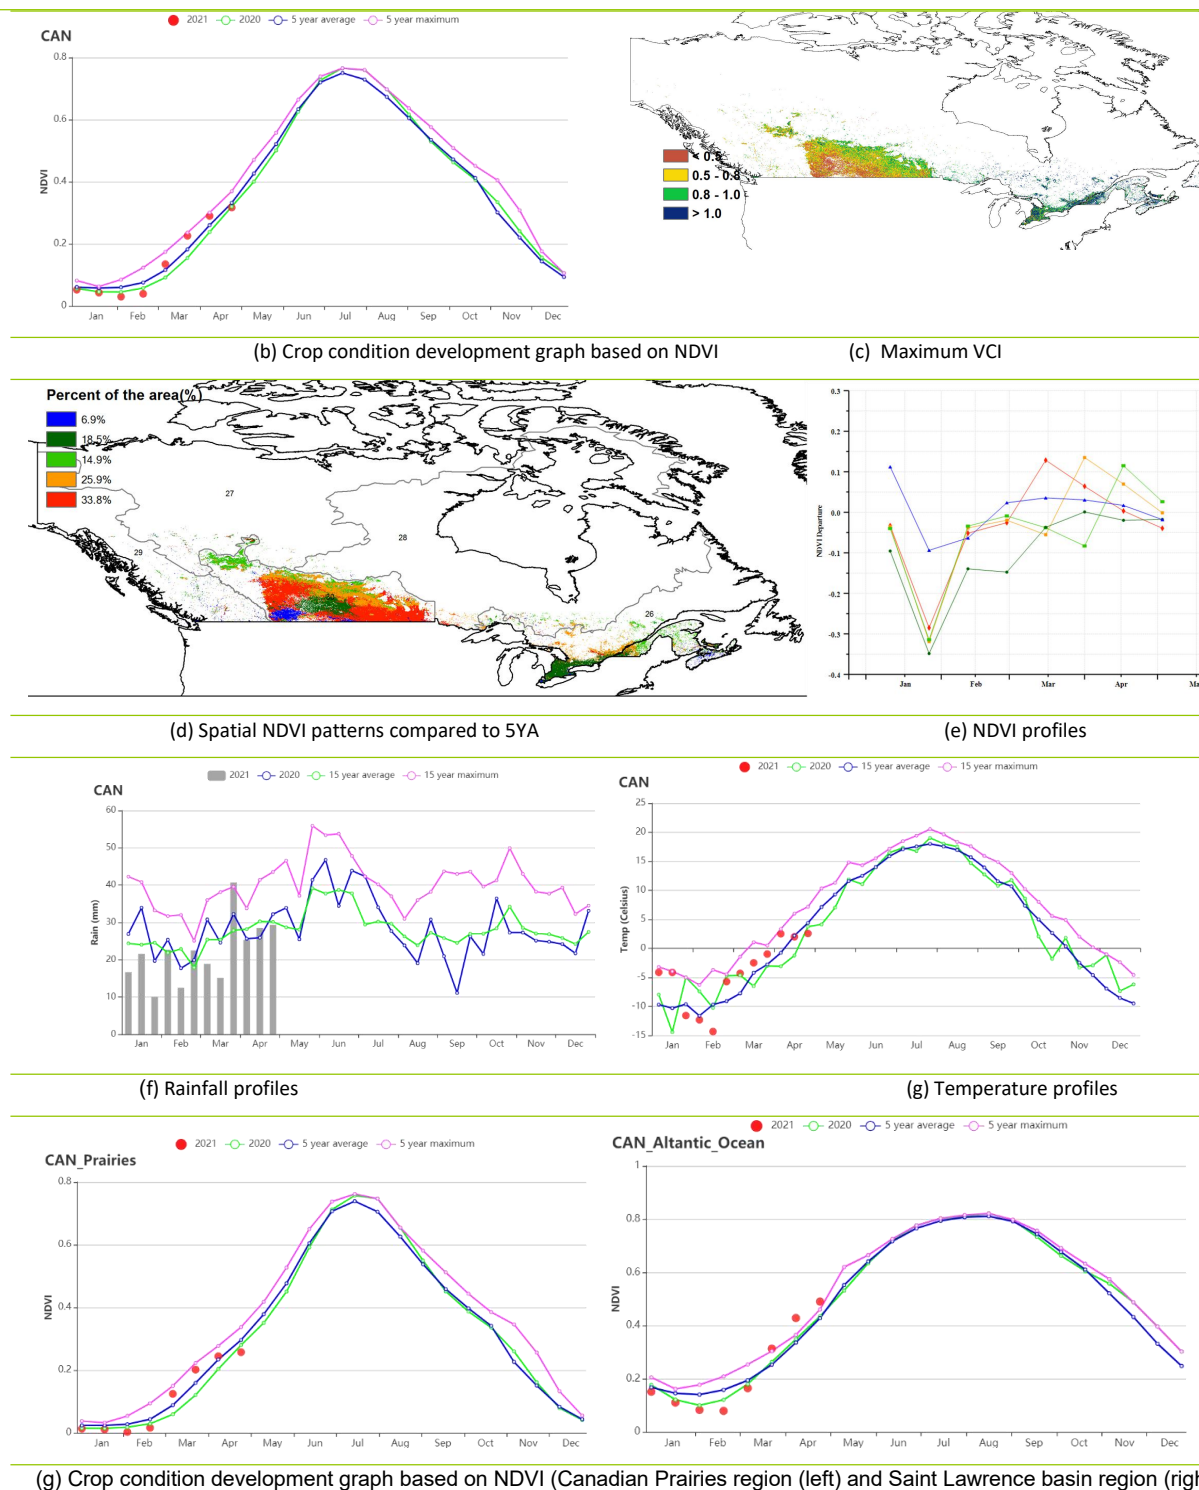 2021 2020 5 year average 5 year maximum
CAN
0.8
0.6
0.4
0.2
0
NDVI
Jan Feb Mar Apr May Jun Jul Aug Sep Oct Nov Dec
< 0.5
0.5 - 0.8
0.8 - 1.0
> 1.0
(b) Crop condition development graph based on NDVI
(c) Maximum VCI
Percent of the area(%)
6.9%
18.5%
14.9%
25.9%
33.8%
27
29
28
26
0.3
0.2
0.1
0.0
-0.1
-0.2
-0.3
-0.4
NDVI Departure
Jan Feb Mar Apr Ma
(d) Spatial NDVI patterns compared to 5YA
(e) NDVI profiles
2021 2020 15 year average 15 year maximum
CAN
60
50
40
30
20
10
0
Rain (mm)
Jan Feb Mar Apr May Jun Jul Aug Sep Oct Nov Dec
2021 2020 15 year average 15 year maximum
CAN
25
20
15
10
5
0
-5
-10
-15
Temp (Celsius)
Jan Feb Mar Apr May Jun Jul Aug Sep Oct Nov Dec
(f) Rainfall profiles
(g) Temperature profiles
2021 2020 5 year average 5 year maximum
CAN_Prairies
0.8
0.6
0.4
0.2
0
NDVI
Jan Feb Mar Apr May Jun Jul Aug Sep Oct Nov Dec
2021 2020 5 year average 5 year maximum
CAN_Altantic_Ocean
1
0.8
0.6
0.4
0.2
0
NDVI
Jan Feb Mar Apr May Jun Jul Aug Sep Oct Nov Dec
(g) Crop condition development graph based on NDVI (Canadian Prairies region (left) and Saint Lawrence basin region (righ